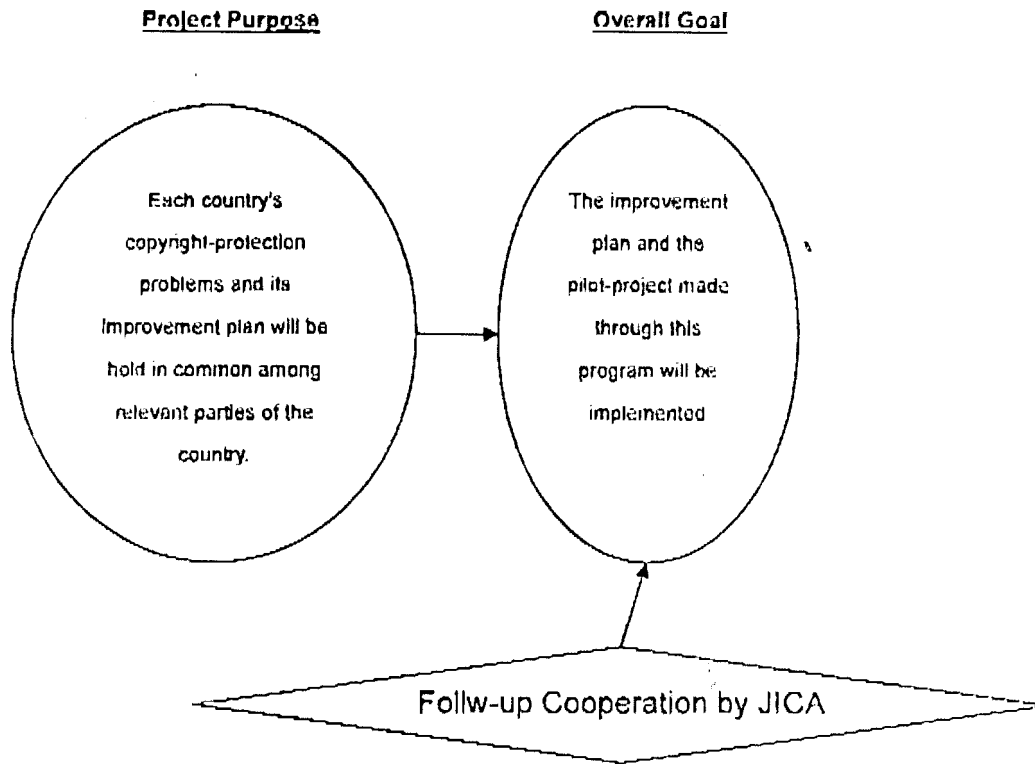 Project Purpose
Overall Goal
Each country's
copyright-protection
problems and its
improvement plan will be
hold in common among
relevant parties of the
country.
The improvement
plan and the
pilot-project made
through this
program will be
implemented
Follw-up Cooperation by JICA